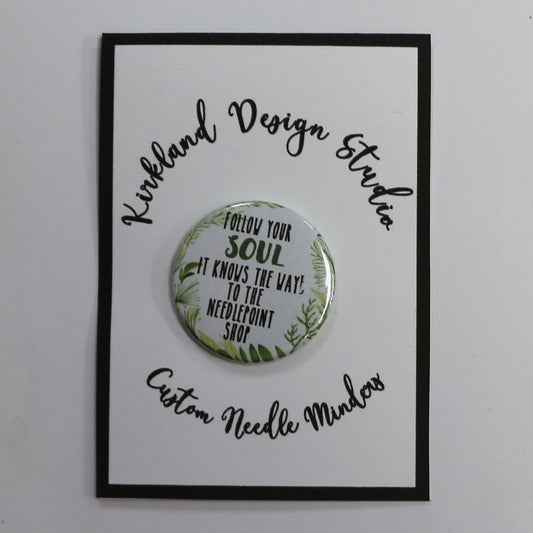 Kirkland Design Studio
FOLLOW YOUR
SOUL
IT KNOWS THE WAY
TO THE
NEEDLEPOINT
SHOP
Custom Needle Minders